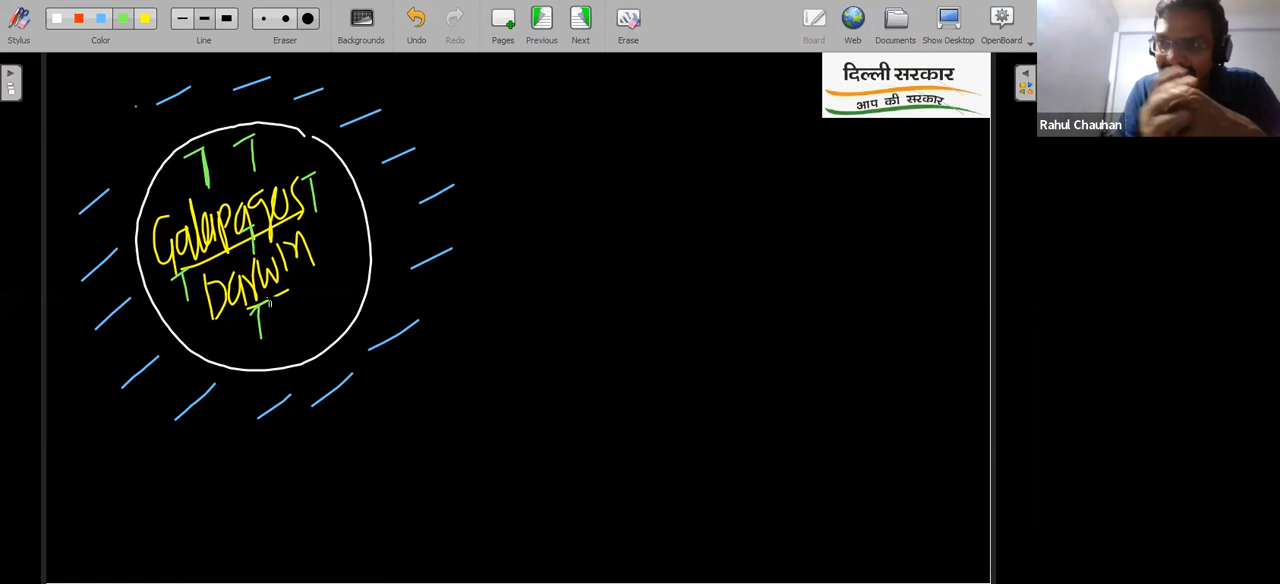 Stylus
Color
Line
Eraser
Backgrounds
Undo
Redo
Pages
Previous
Next
Erase
Board
Web
Documents
Show Desktop
OpenBoard
दिल्ली सरकार
आप की सरकार
Rahul Chauhan
T T
Galapagus T
T
T Darwin
T